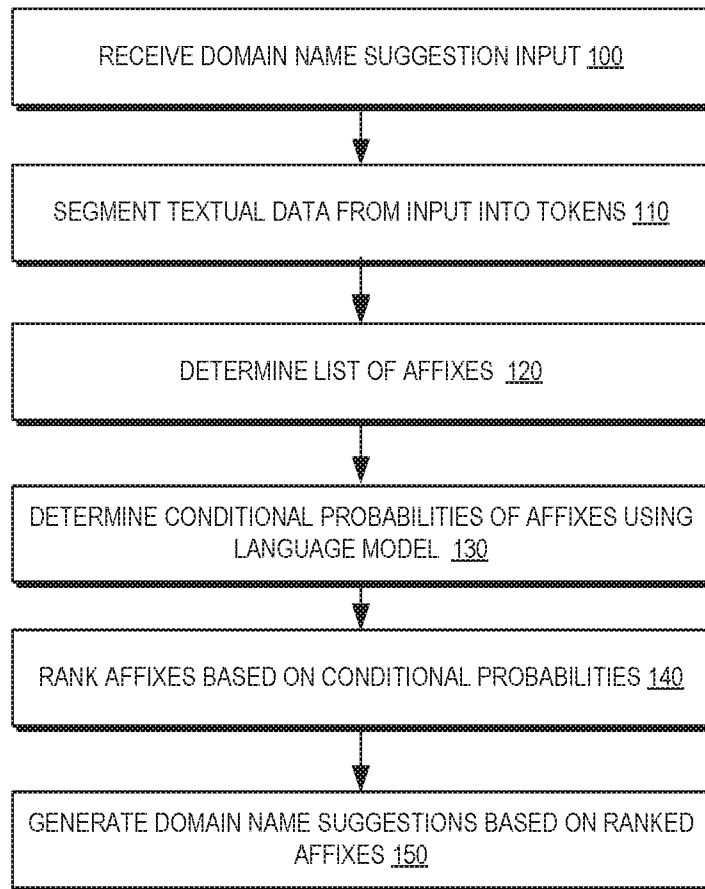 RECEIVE DOMAIN NAME SUGGESTION INPUT 100
SEGMENT TEXTUAL DATA FROM INPUT INTO TOKENS 110
DETERMINE LIST OF AFFIXES 120
DETERMINE CONDITIONAL PROBABILITIES OF AFFIXES USING
LANGUAGE MODEL 130
RANK AFFIXES BASED ON CONDITIONAL PROBABILITIES 140
GENERATE DOMAIN NAME SUGGESTIONS BASED ON RANKED
AFFIXES 150